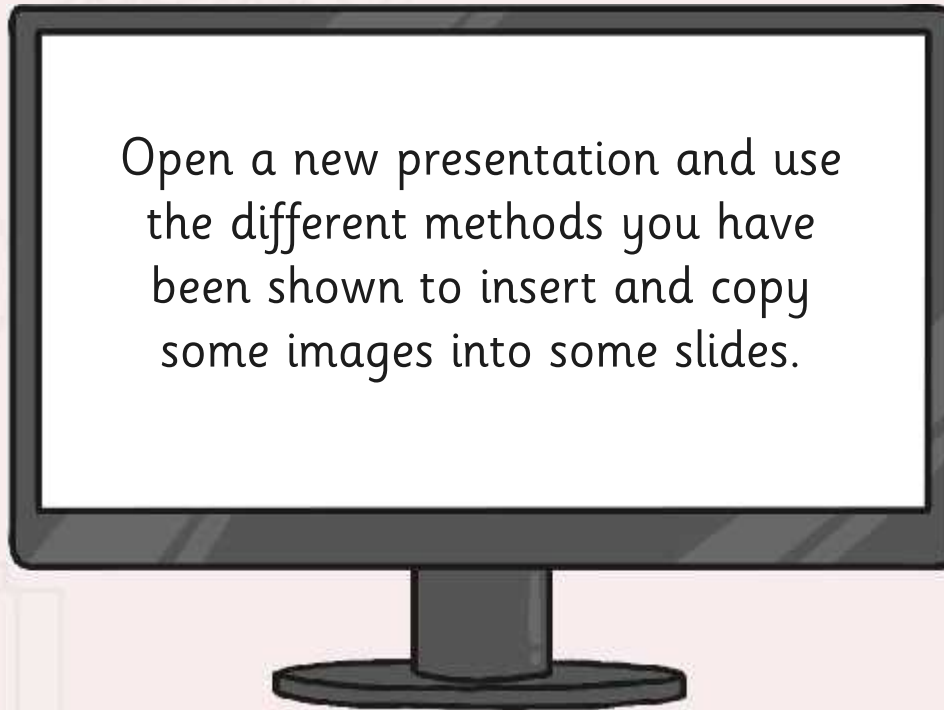 Open a new presentation and use
the different methods you have
been shown to insert and copy
some images into some slides.